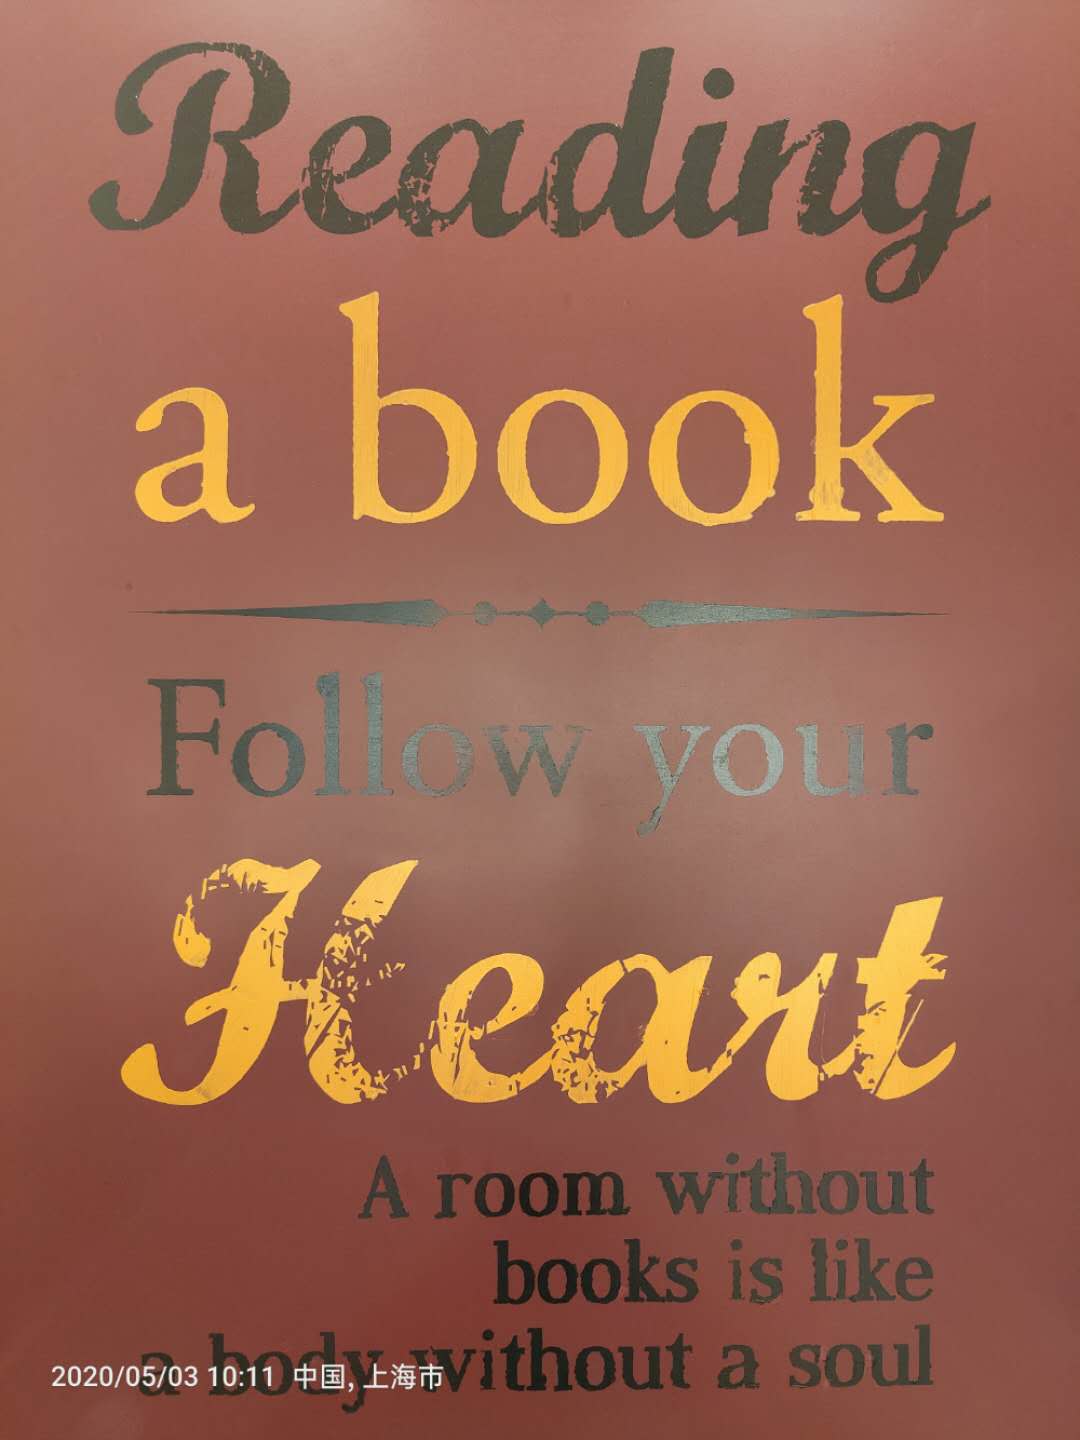 Reading
a book
Follow your
Heart
A room without
books is like
a body without a soul
2020/05/03 10:11 中国, 上海市